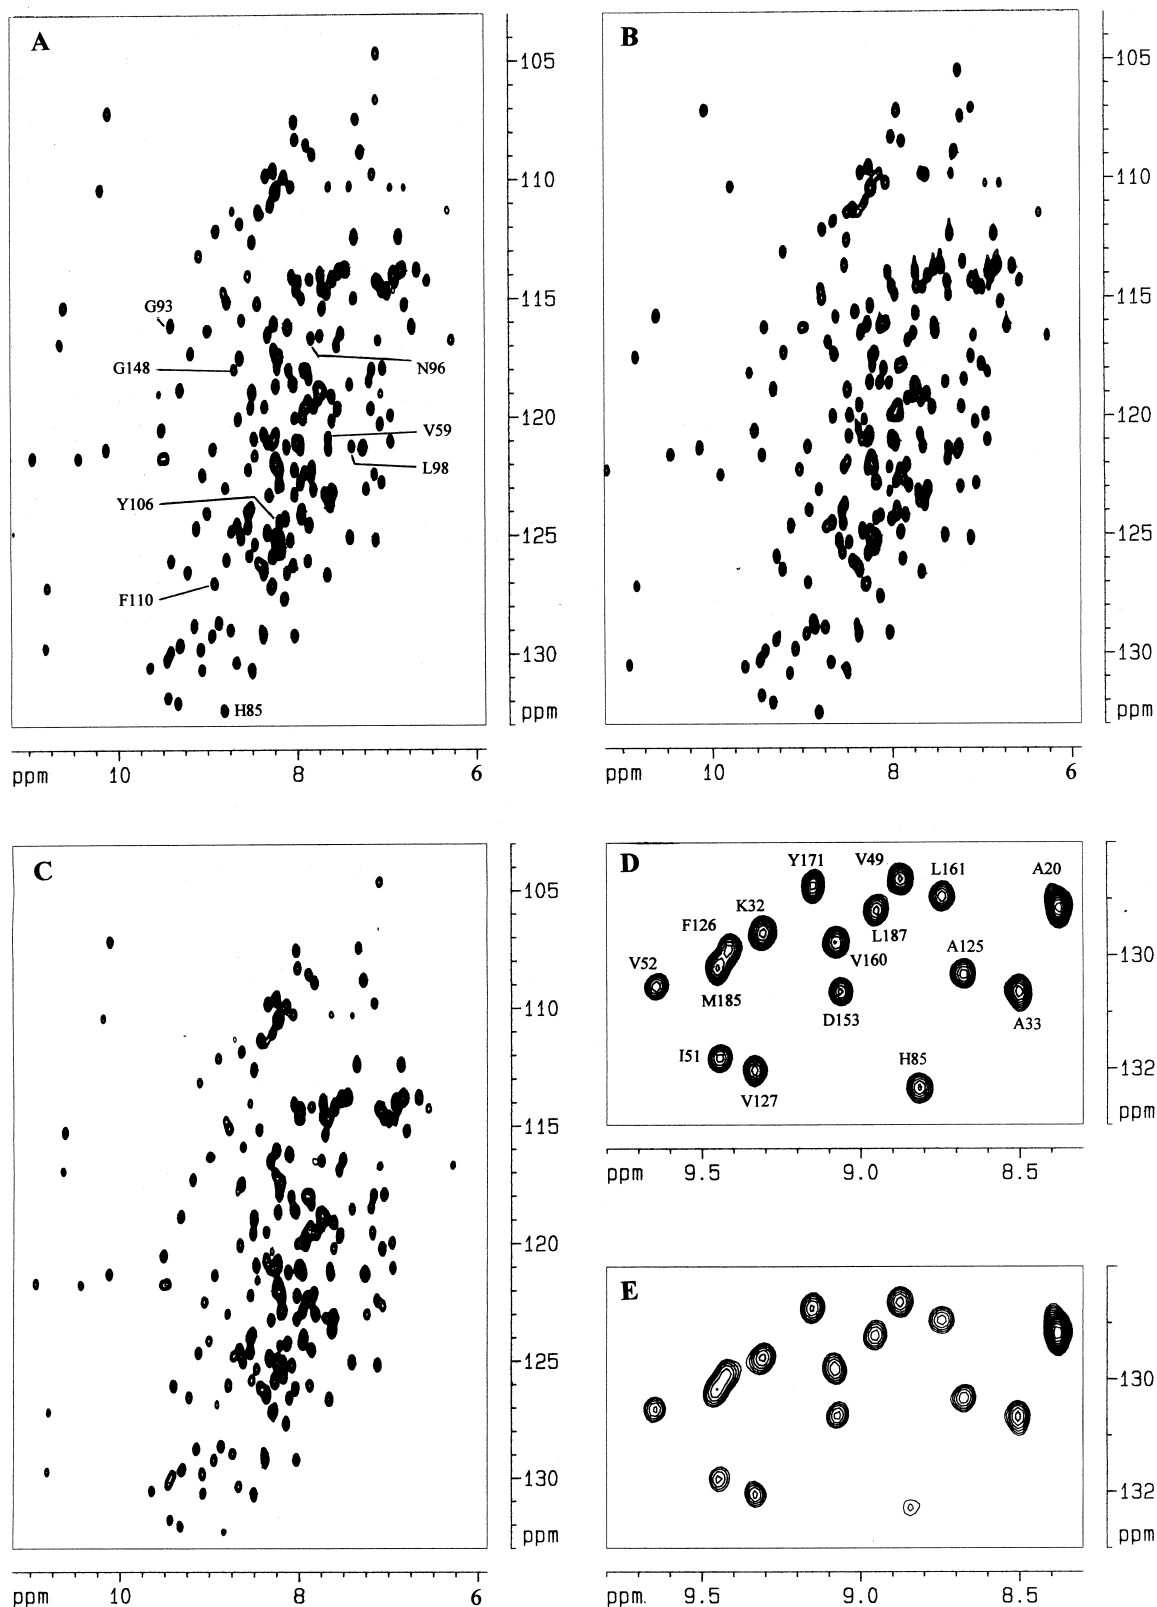 A
105
110
G93
115
G148
N96
120
V59
L98
Y106
125
F110
130
H85
ppm
ppm 10 8 6
B
105
110
115
120
125
130
ppm
ppm 10 8 6
C
105
110
115
120
125
130
ppm
ppm 10 8 6
D
Y171 V49 L161 A20
K32
F126
L187
130
V52 V160 A125
M185
D153 A33
I51 H85
132
V127
ppm
ppm 9.5 9.0 8.5
E
130
132
ppm
ppm. 9.5 9.0 8.5